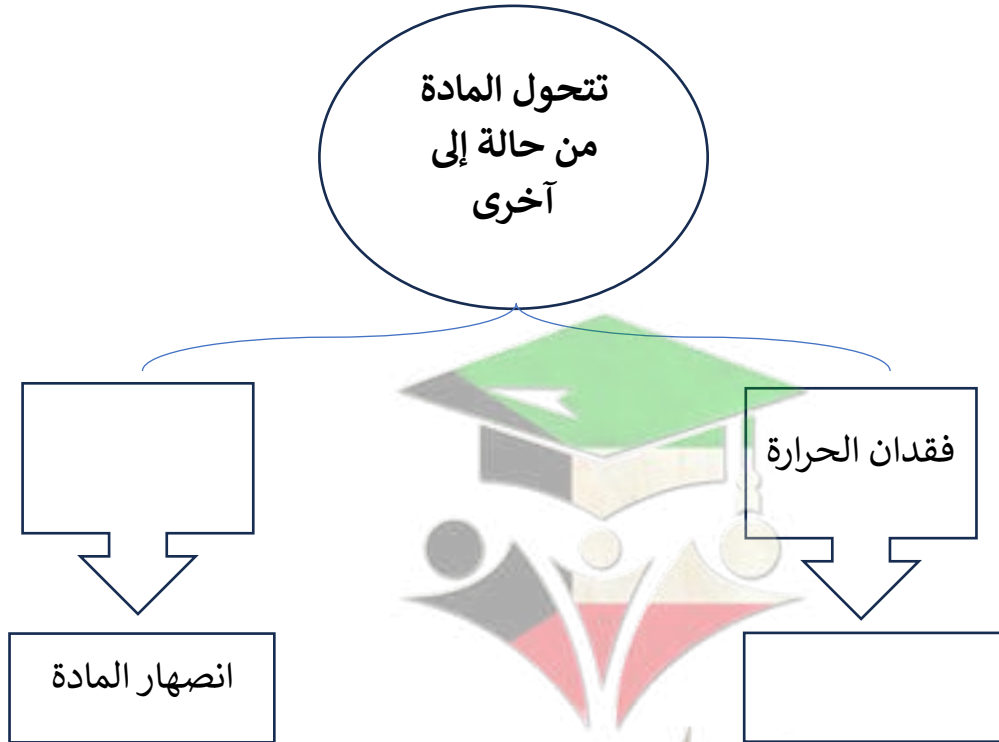 تتحول المادة
من حالة إلى
آخرى
فقدان الحرارة
انصهار المادة